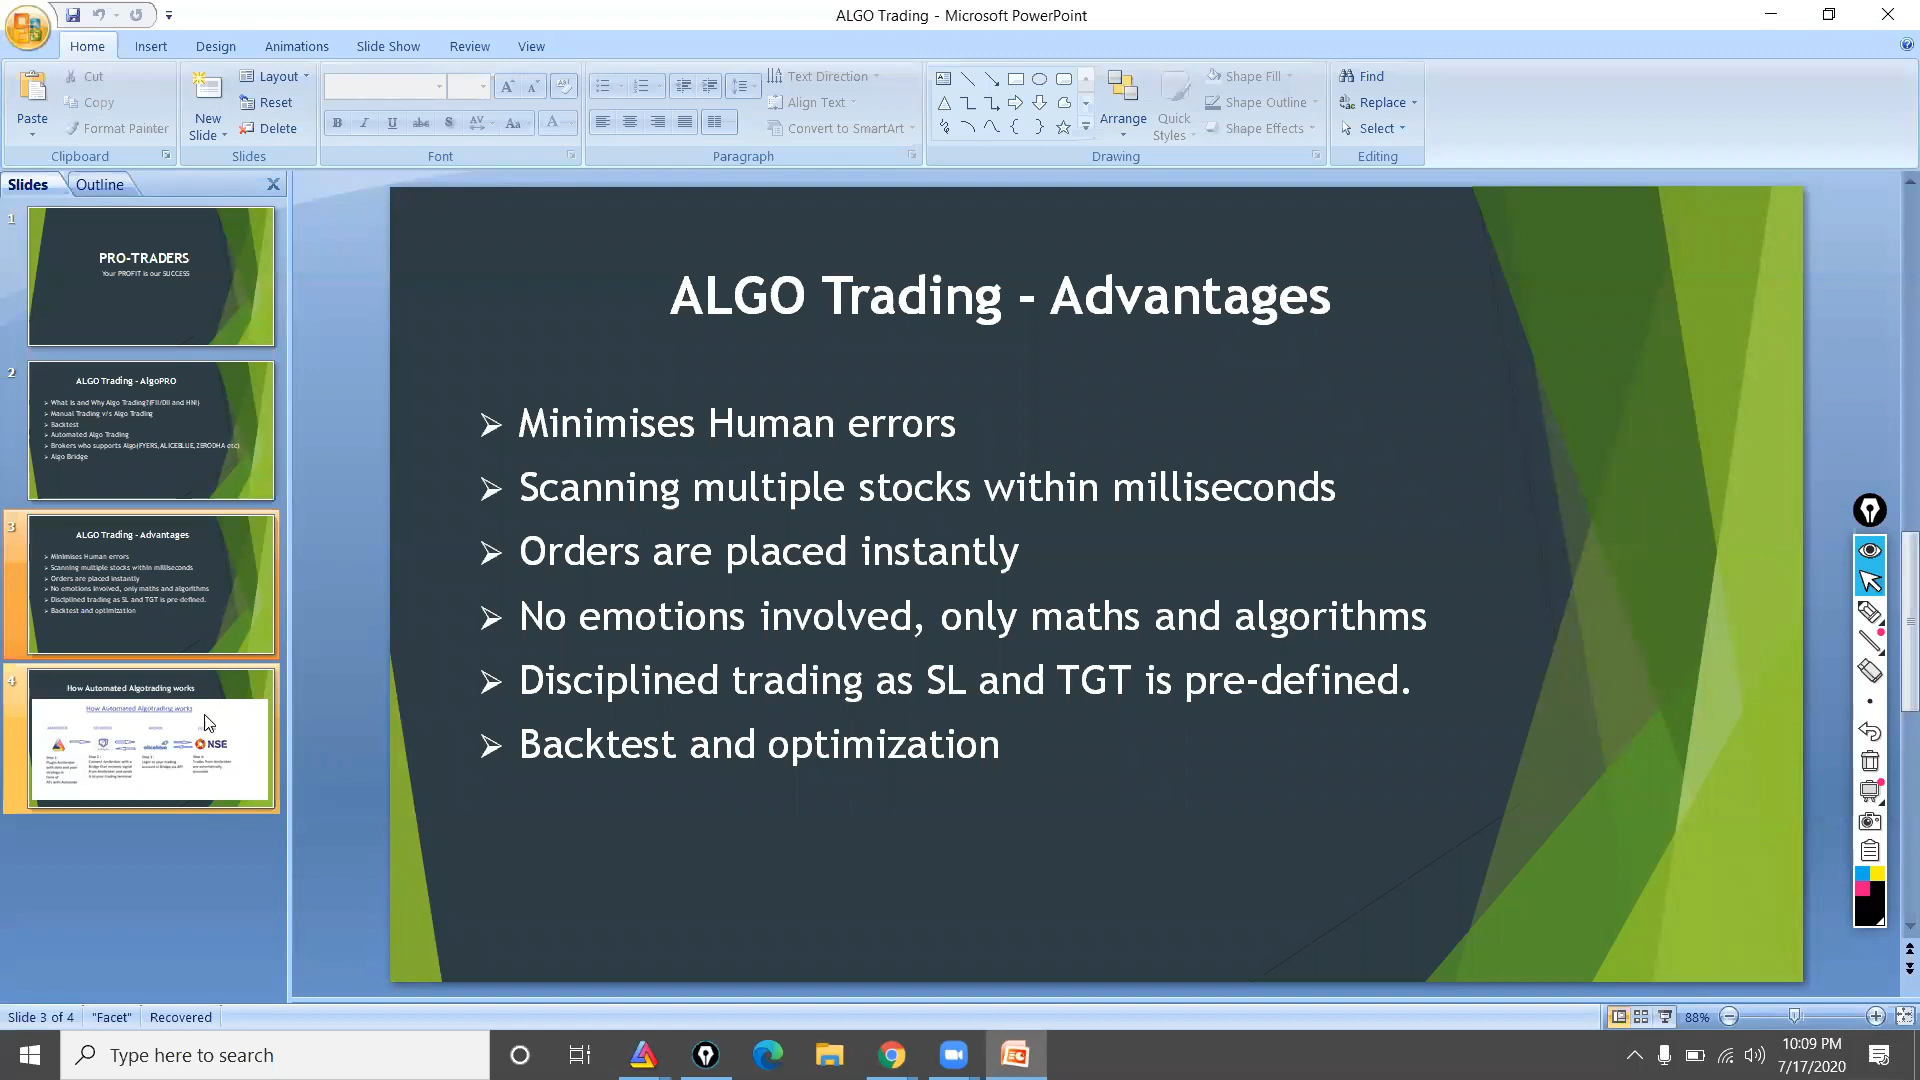 ALGO Trading - Microsoft PowerPoint
Home
Insert
Design
Animations
Slide Show
Review
View
Paste
Cut
Copy
Format Painter
Clipboard
New Slide
Layout
Reset
Delete
Slides
Font
Text Direction
Align Text
Convert to SmartArt
Paragraph
Arrange
Quick Styles
Shape Fill
Shape Outline
Shape Effects
Drawing
Find
Replace
Select
Editing
Slides
Outline
1
PRO-TRADERS
Your PROFIT is our SUCCESS
2
ALGO Trading - AlgoPRO
What is and Why Algo Trading?(FII/DII and HNI)
Manual Trading v/s Algo Trading
Backtest
Automated Algo Trading
Brokers who supports Algo(FYERS, ALICEBLUE, ZERODHA etc)
Algo Bridge
3
ALGO Trading - Advantages
Minimises Human errors
Scanning multiple stocks within milliseconds
Orders are placed instantly
No emotions involved, only maths and algorithms
Disciplined trading as SL and TGT is pre-defined.
Backtest and optimization
4
How Automated Algotrading works
How Automated Algotrading works
NSE
ALGO Trading - Advantages
Minimises Human errors
Scanning multiple stocks within milliseconds
Orders are placed instantly
No emotions involved, only maths and algorithms
Disciplined trading as SL and TGT is pre-defined.
Backtest and optimization
Slide 3 of 4
"Facet"
Recovered
88%
Type here to search
10:09 PM
7/17/2020